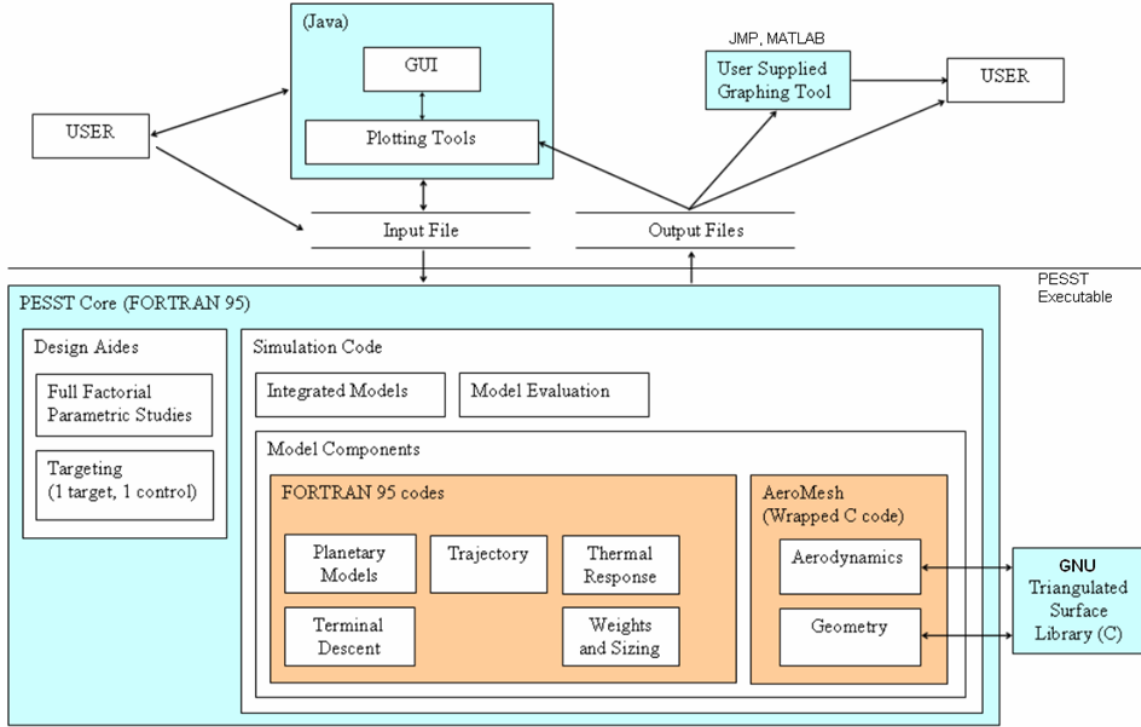 (Java)
GUI
Plotting Tools
USER
JMP, MATLAB
User Supplied
Graphing Tool
USER
Input File
Output Files
PESST
Executable
PESST Core (FORTRAN 95)
Design Aides
Full Factorial
Parametric Studies
Targeting
(1 target, 1 control)
Simulation Code
Integrated Models
Model Evaluation
Model Components
FORTRAN 95 codes
Planetary
Models
Trajectory
Thermal
Response
Terminal
Descent
Weights
and Sizing
AeroMesh
(Wrapped C code)
Aerodynamics
Geometry
GNU
Triangulated
Surface
Library (C)